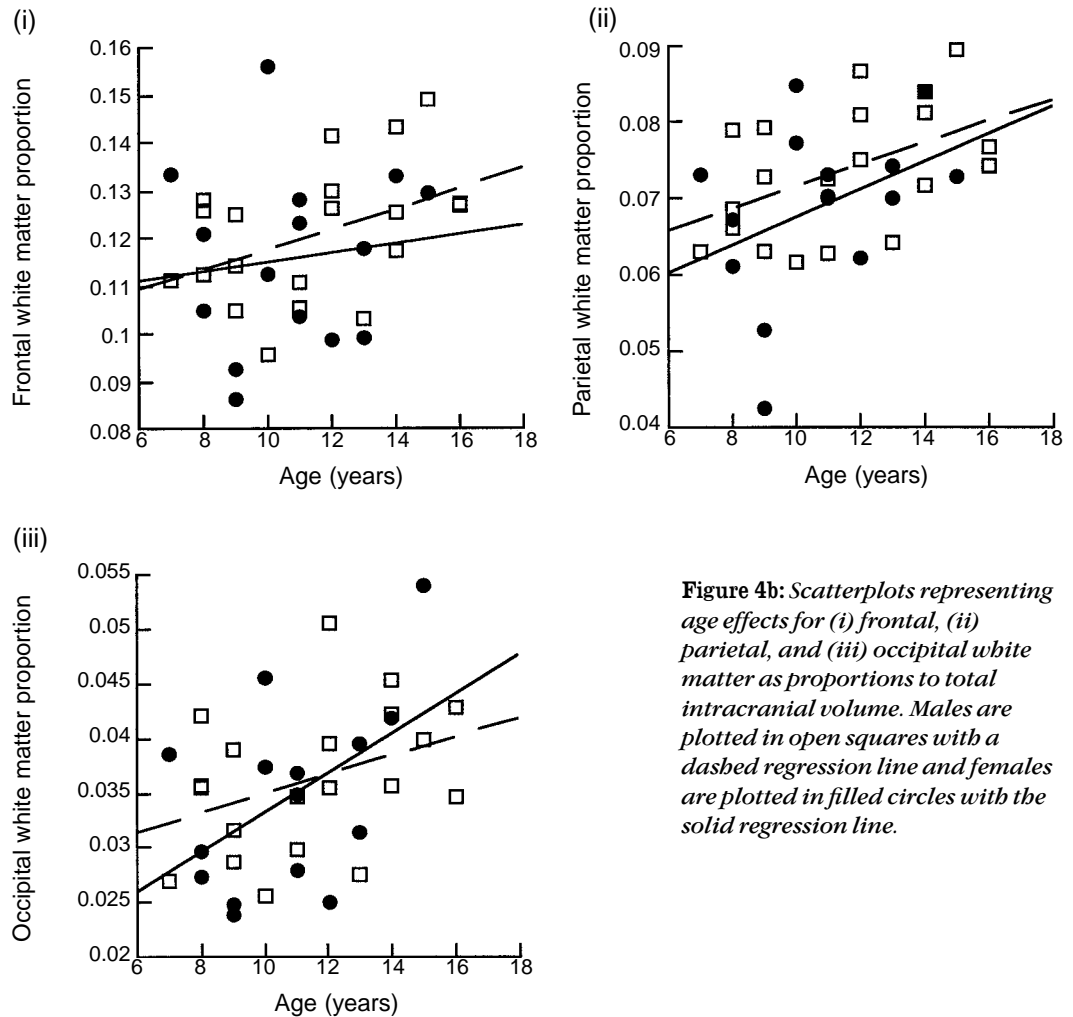 (i)
Frontal white matter proportion
0.16
0.15
0.14
0.13
0.12
0.11
0.1
0.09
0.08
6 8 10 12 14 16 18
Age (years)
(ii)
Parietal white matter proportion
0.09
0.08
0.07
0.06
0.05
0.04
6 8 10 12 14 16 18
Age (years)
(iii)
Occipital white matter proportion
0.055
0.05
0.045
0.04
0.035
0.03
0.025
0.02
6 8 10 12 14 16 18
Age (years)
Figure 4b: Scatterplots representing
age effects for (i) frontal, (ii)
parietal, and (iii) occipital white
matter as proportions to total
intracranial volume. Males are
plotted in open squares with a
dashed regression line and females
are plotted in filled circles with the
solid regression line.